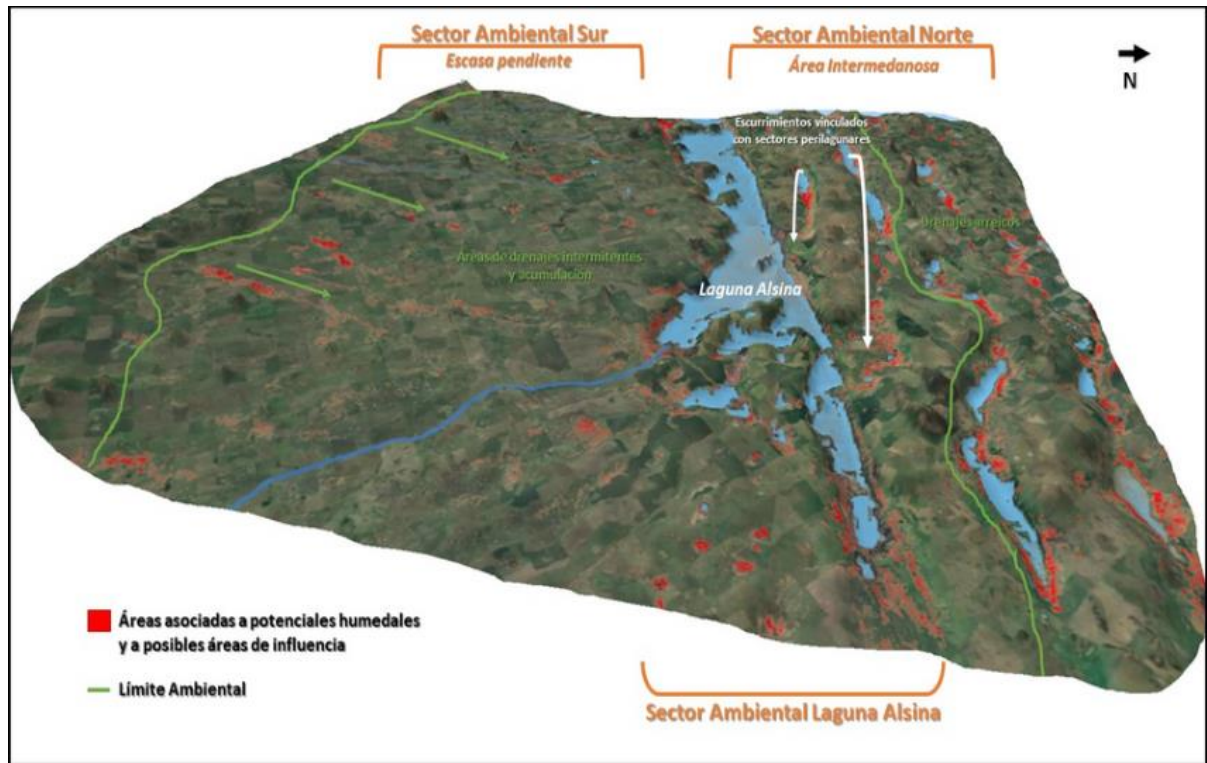 Sector Ambiental Sur
Escasa pendiente
Sector Ambiental Norte
Área Intermedanosa
N
Escurrimientos vinculados
con sectores perilagunares
Drenajes arreicos
Áreas de drenajes intermitentes
y acumulación
Laguna Alsina
Áreas asociadas a potenciales humedales
y a posibles áreas de influencia
Límite Ambiental
Sector Ambiental Laguna Alsina